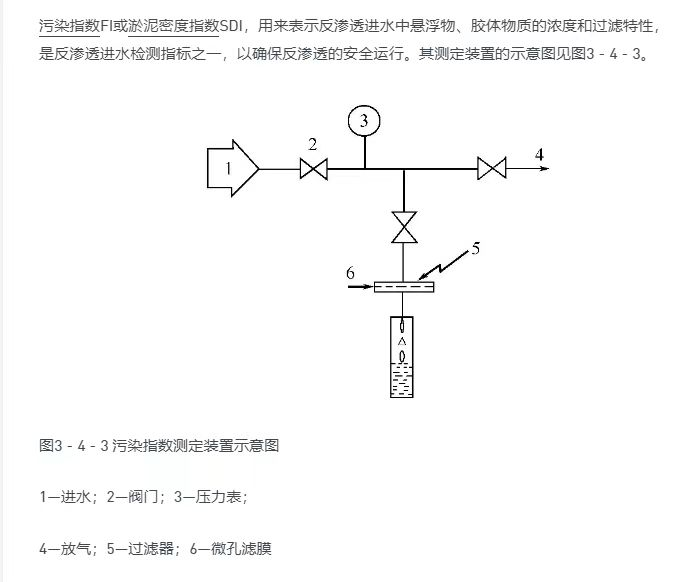 污染指数FI或淤泥密度指数SDI，用来表示反渗透进水中悬浮物、胶体物质的浓度和过滤特性，
是反渗透进水检测指标之一，以确保反渗透的安全运行。其测定装置的示意图见图3 - 4 - 3。
3
2
1
4
5
6
图3 - 4 - 3 污染指数测定装置示意图
1—进水；2—阀门；3—压力表；
4—放气；5—过滤器；6—微孔滤膜